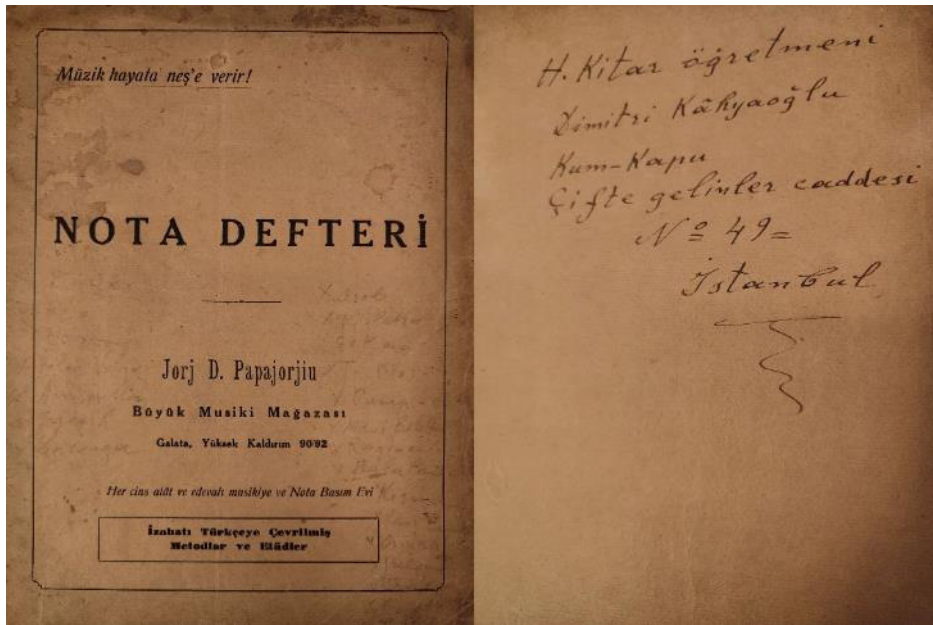 Müzik hayata neş'e verir!
NOTA DEFTERİ
Jorj D. Papajorjiu
Büyük Musiki Mağazası
Galata, Yüksek Kaldırım 90/92
Her cins alât ve edevatı musikiye ve Nota Basım Evi
İzahatı Türkçeye Çevrilmiş
Metodlar ve Etüdler
H. Kitar öğretmeni
Dimitri Kâhyaoğlu
Kum-Kapu
Çifte gelinler caddesi
Nº 49=
İstanbul